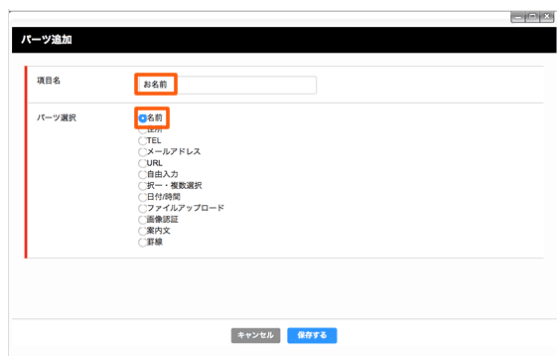 パーツ追加
項目名
お名前
パーツ選択
名前
住所
TEL
メールアドレス
URL
自由入力
択一・複数選択
日付/時間
ファイルアップロード
画像認証
案内文
罫線
キャンセル 保存する